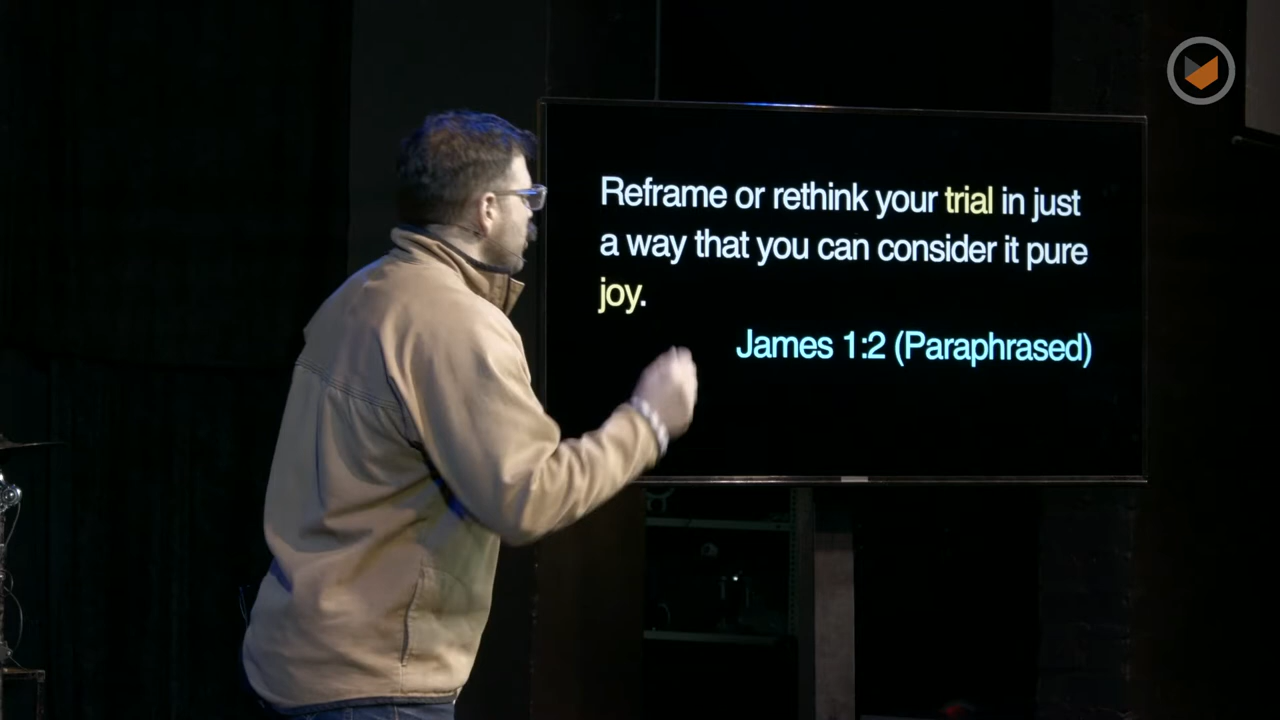 Reframe or rethink your trial in just
a way that you can consider it pure
joy.
James 1:2 (Paraphrased)